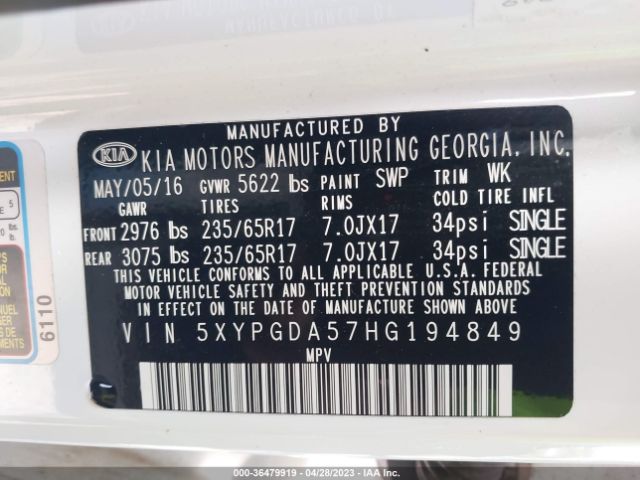 MANUFACTURED BY
KIA KIA MOTORS MANUFACTURING GEORGIA, INC.
MAY/05/16 GVWR 5622 lbs PAINT SWP TRIM WK
GAWR TIRES RIMS COLD TIRE INFL
FRONT 2976 lbs 235/65R17 7.0JX17 34psi SINGLE
REAR 3075 lbs 235/65R17 7.0JX17 34psi SINGLE
THIS VEHICLE CONFORMS TO ALL APPLICABLE U.S.A. FEDERAL
MOTOR VEHICLE SAFETY AND THEFT PREVENTION STANDARDS
IN EFFECT ON THE DATE OF MANUFACTURE SHOWN ABOVE
VIN 5XYPGDA57HG194849
MPV
6110
000-36479919 / 04/28/2023 / IAA Inc.